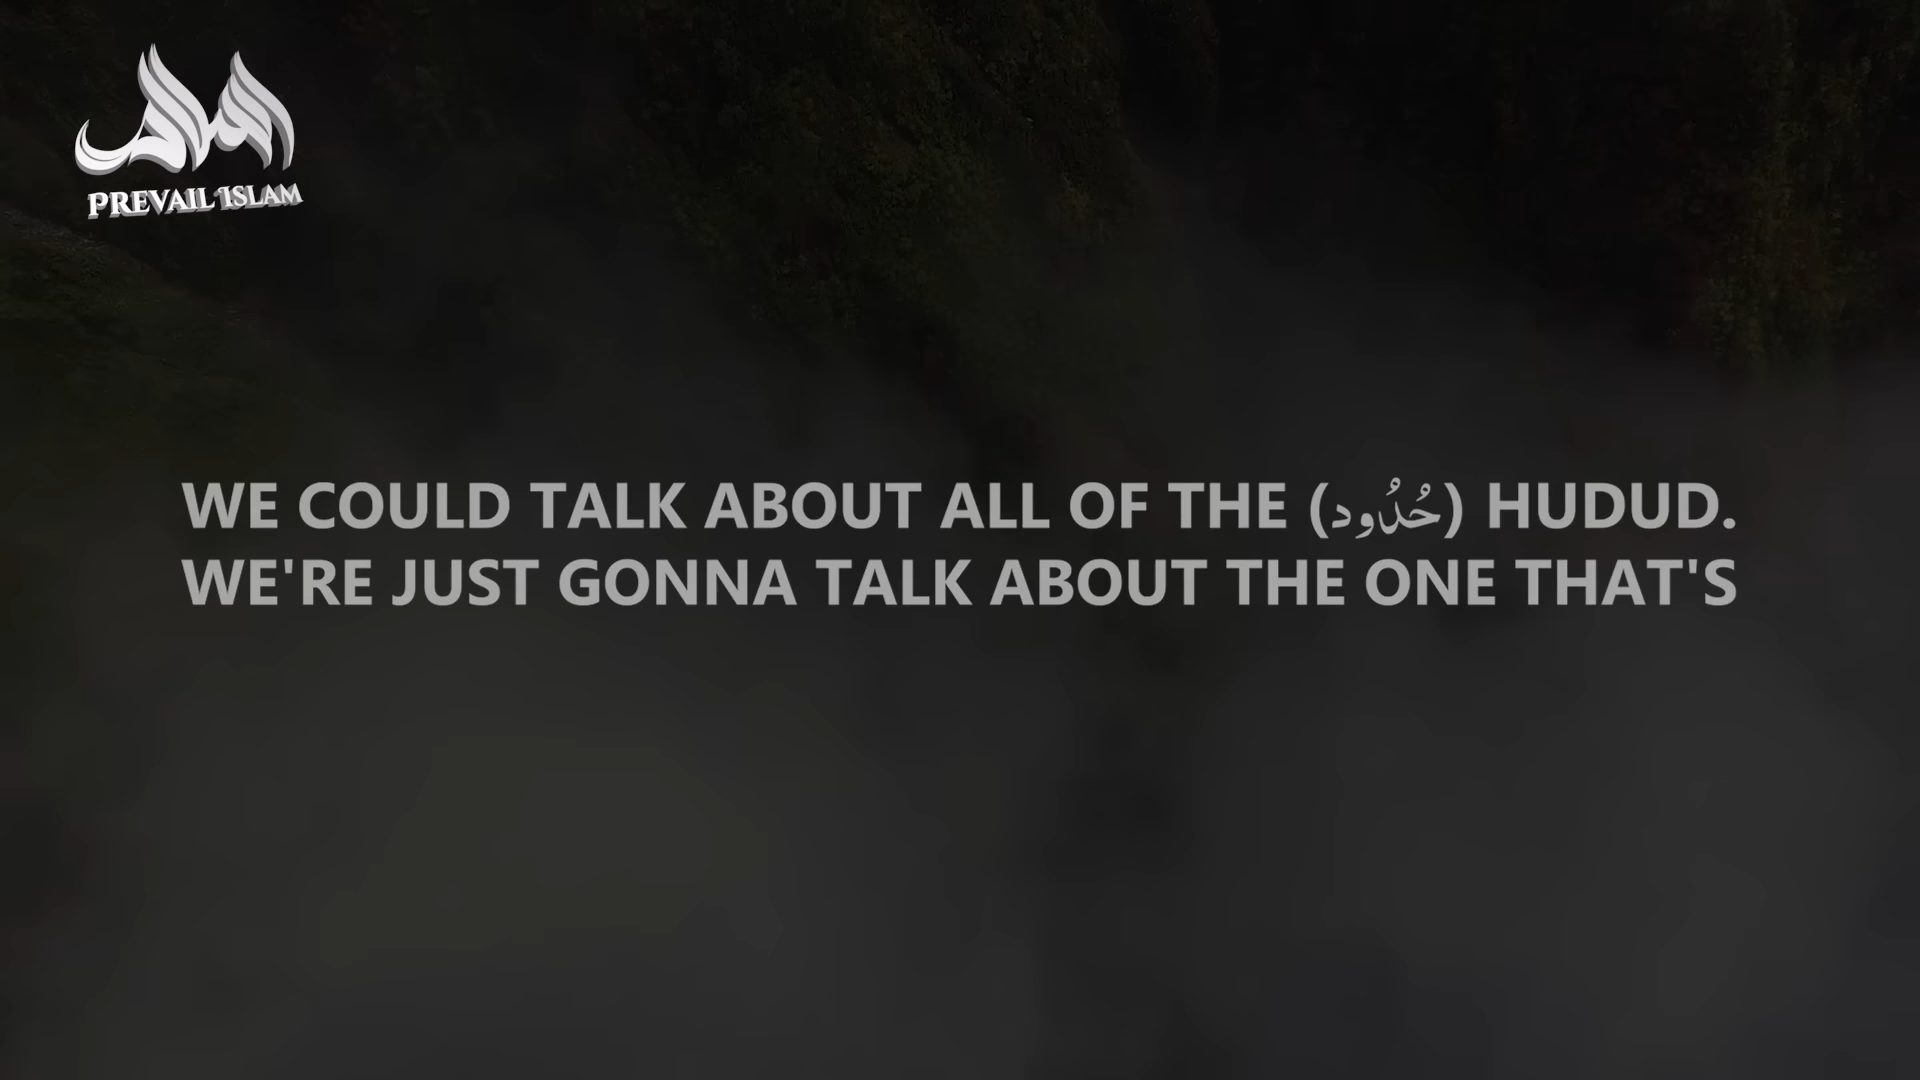 PREVAIL ISLAM
WE COULD TALK ABOUT ALL OF THE (حُدُود) HUDUD.
WE'RE JUST GONNA TALK ABOUT THE ONE THAT'S